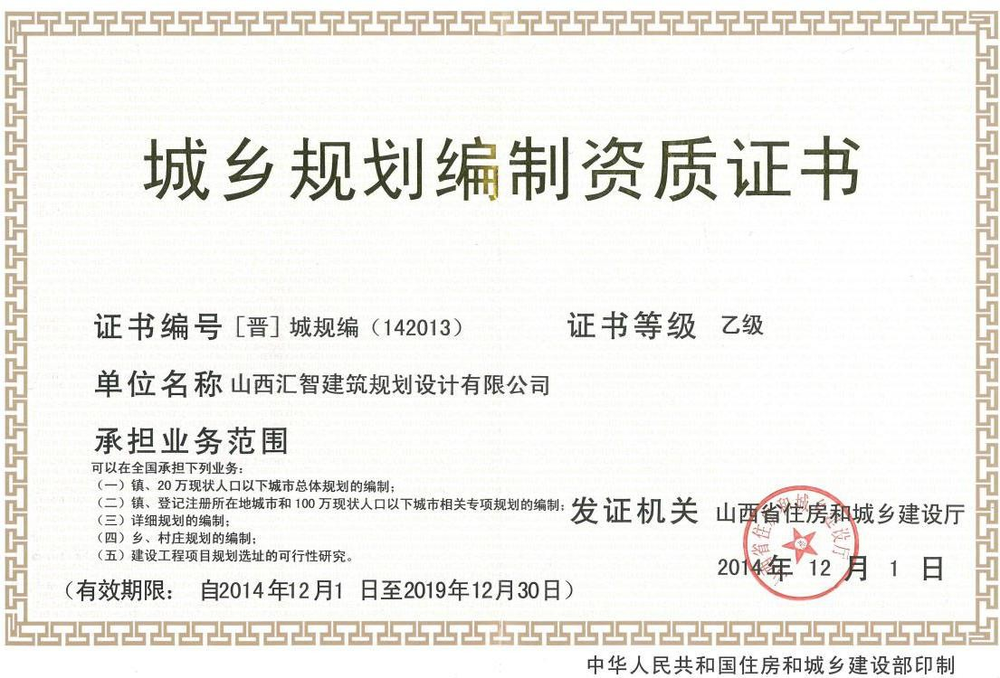 城乡规划编制资质证书
证书编号［晋］城规编（142013） 证书等级 乙级
单位名称 山西汇智建筑规划设计有限公司
承担业务范围
可以在全国承担下列业务：
（一）镇、20万现状人口以下城市总体规划的编制；
（二）镇、登记注册所在地城市和100万现状人口以下城市相关专项规划的编制；
（三）详细规划的编制；
（四）乡、村庄规划的编制；
（五）建设工程项目规划选址的可行性研究。
发证机关 山西省住房和城乡建设厅
山西省住房和城乡建设厅
2014年 12 月 1 日
（有效期限： 自2014年12月1 日至2019年12月30日）
中华人民共和国住房和城乡建设部印制